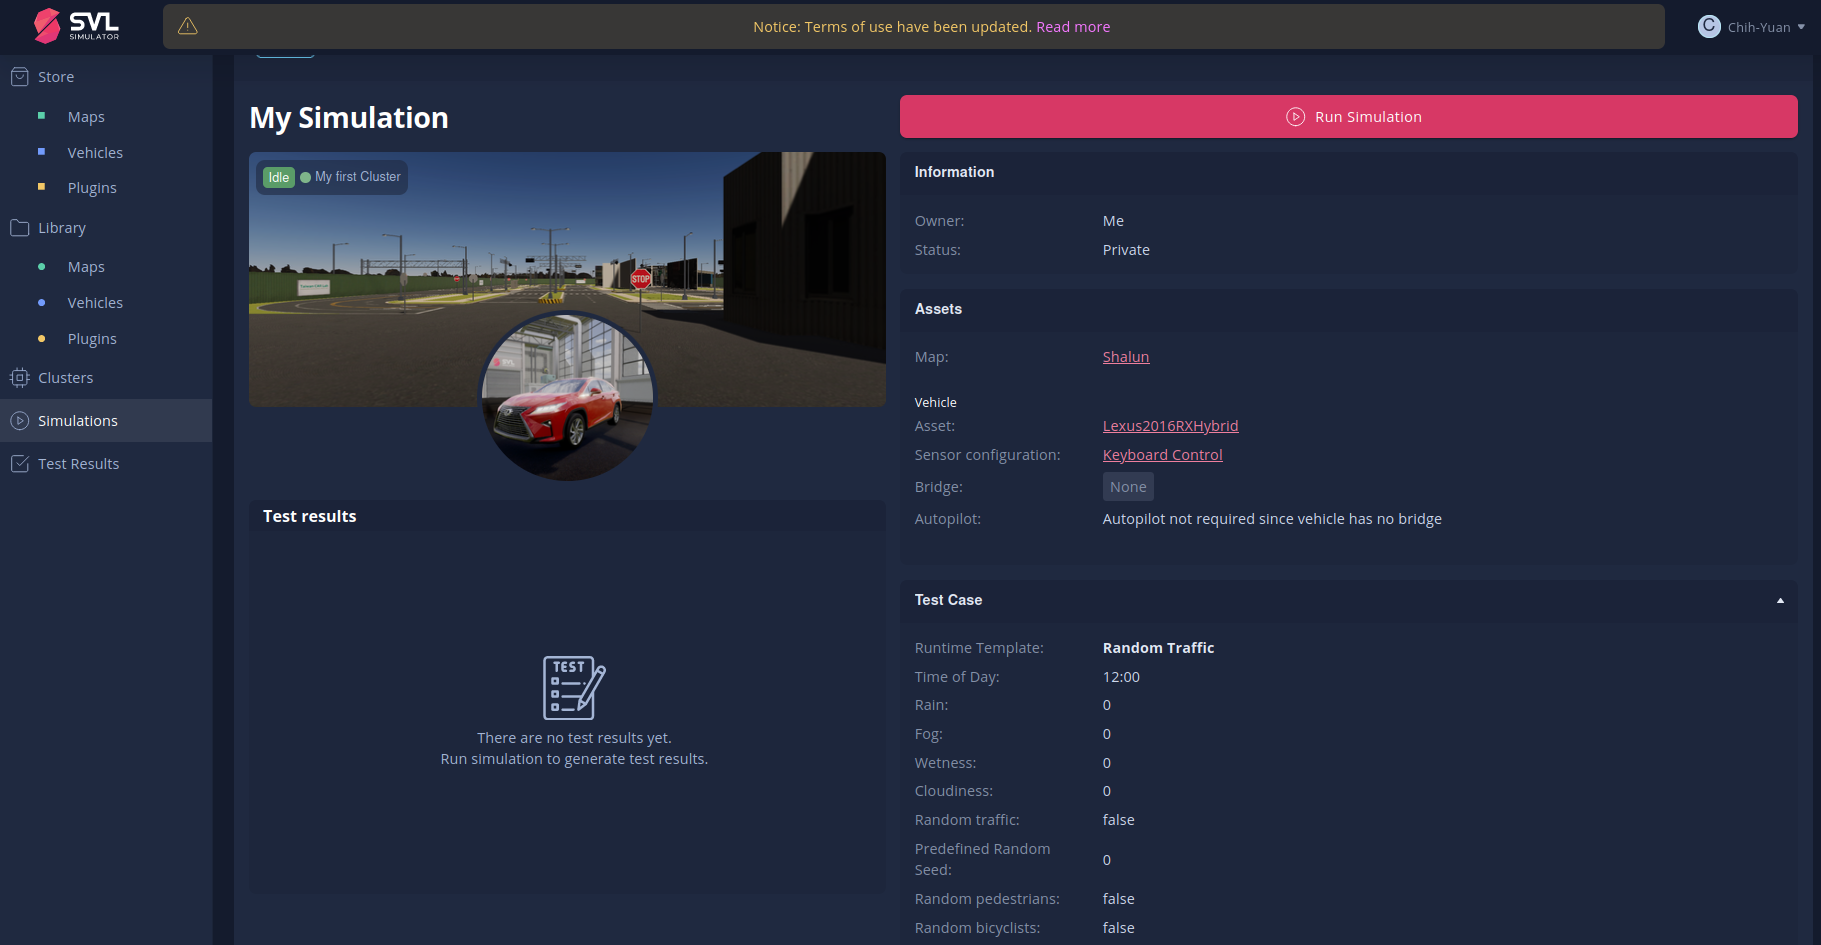 SVL
SIMULATOR
Notice: Terms of use have been updated. Read more
C
Chih-Yuan
Store
Maps
Vehicles
Plugins
Library
Maps
Vehicles
Plugins
Clusters
Simulations
Test Results
My Simulation
Idle
My first Cluster
STOP
SVL
Test results
TEST
There are no test results yet.
Run simulation to generate test results.
Run Simulation
Information
Owner: Me
Status: Private
Assets
Map: Shalun
Vehicle
Asset: Lexus2016RXHybrid
Sensor configuration: Keyboard Control
Bridge: None
Autopilot: Autopilot not required since vehicle has no bridge
Test Case
Runtime Template: Random Traffic
Time of Day: 12:00
Rain: 0
Fog: 0
Wetness: 0
Cloudiness: 0
Random traffic: false
Predefined Random
Seed: 0
Random pedestrians: false
Random bicyclists: false